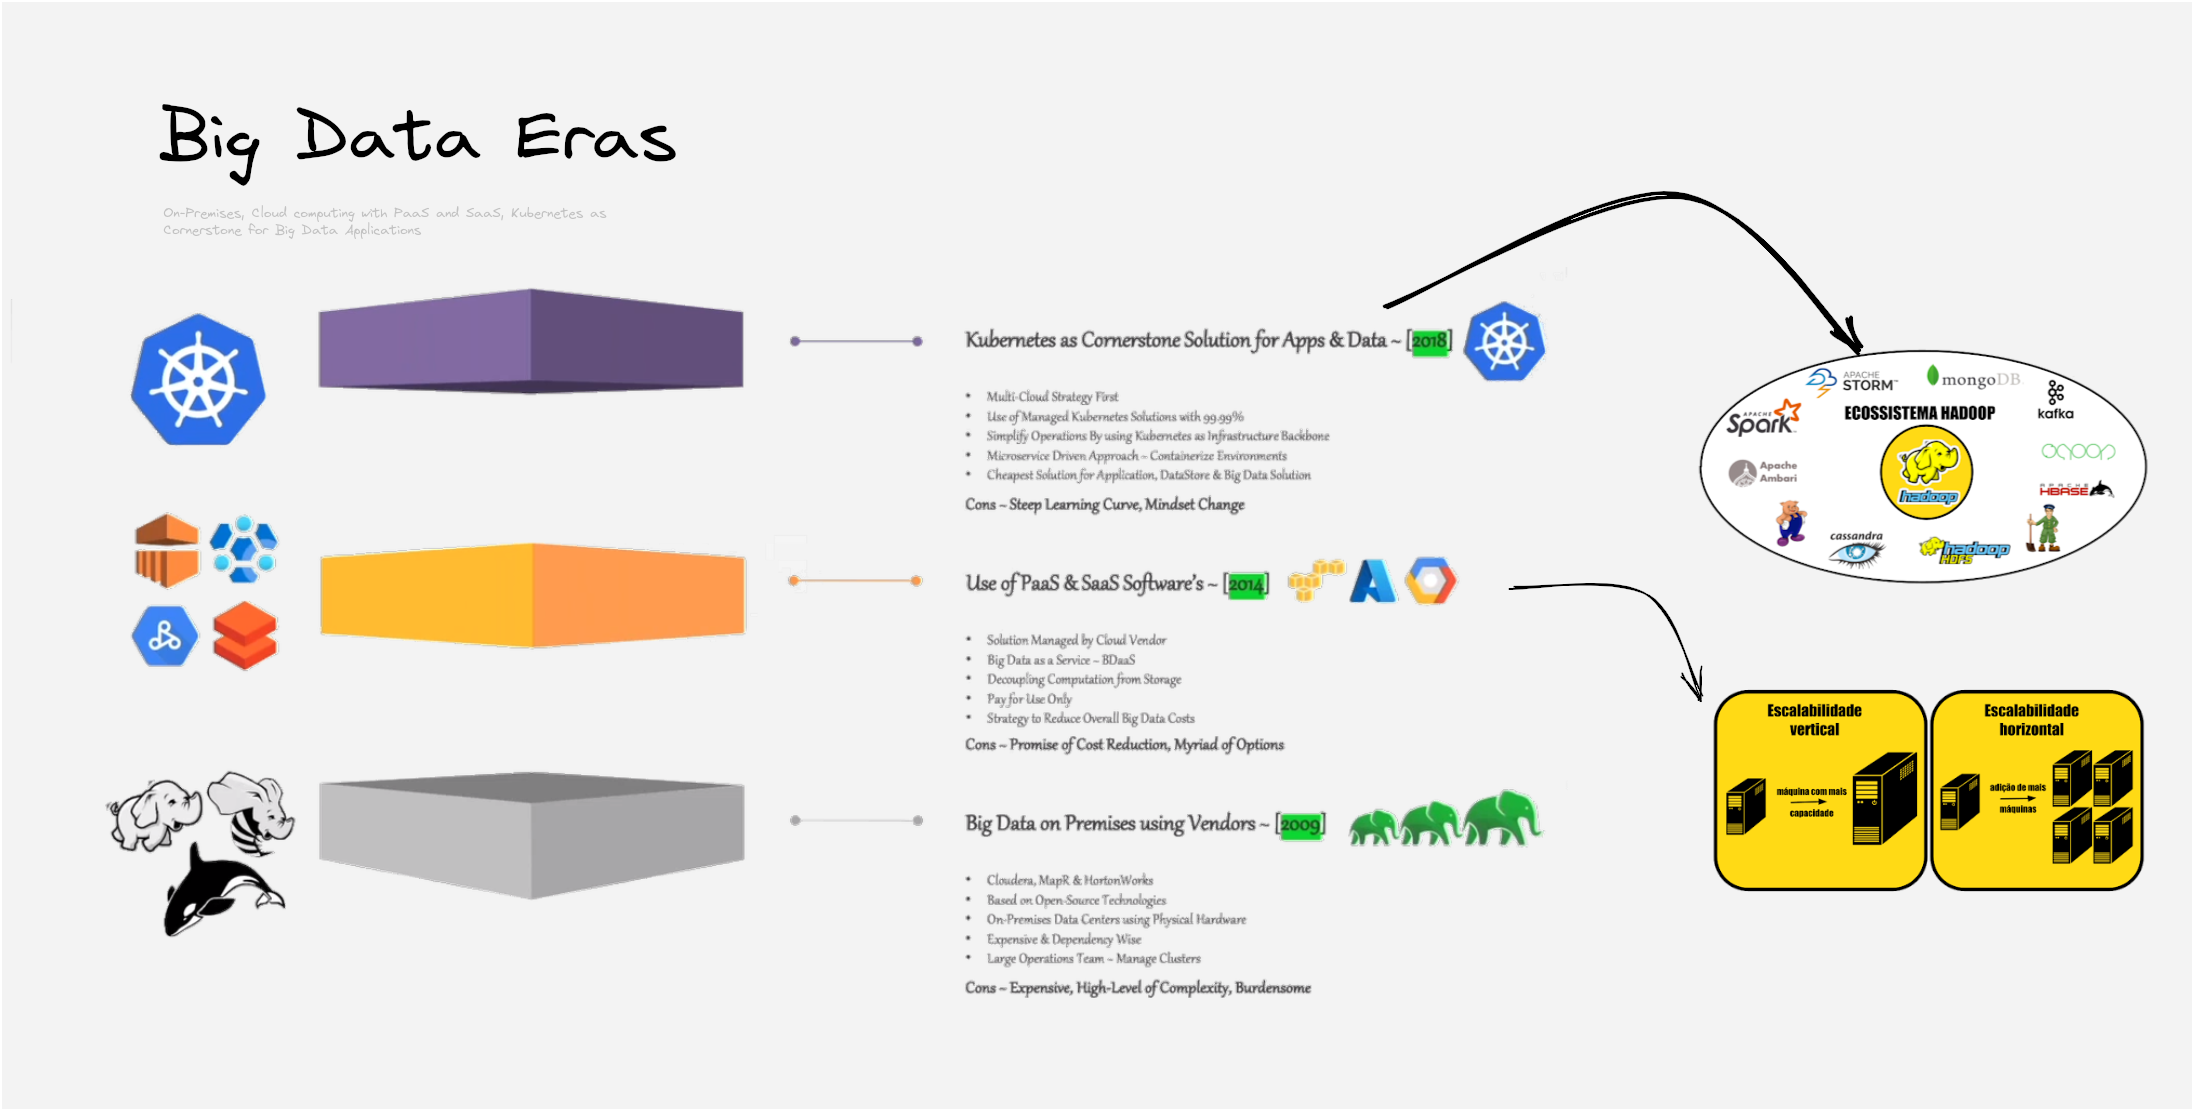 Big Data Eras
On-Premises, Cloud computing with PaaS and SaaS, Kubernetes as
Cornerstone for Big Data Applications
Kubernetes as Cornerstone Solution for Apps & Data ~ [2018]
• Multi-Cloud Strategy First
• Use of Managed Kubernetes Solutions with 99.99%
• Simplify Operations By using Kubernetes as Infrastructure Backbone
• Microservice Driven Approach ~ Containerize Environments
• Cheapest Solution for Application, DataStore & Big Data Solution
Cons ~ Steep Learning Curve, Mindset Change
Use of PaaS & SaaS Software's ~ [2014]
• Solution Managed by Cloud Vendor
• Big Data as a Service ~ BDaaS
• Decoupling Computation from Storage
• Pay for Use Only
• Strategy to Reduce Overall Big Data Costs
Cons ~ Promise of Cost Reduction, Myriad of Options
Big Data on Premises using Vendors ~ [2009]
• Cloudera, MapR & HortonWorks
• Based on Open-Source Technologies
• On-Premises Data Centers using Physical Hardware
• Expensive & Dependency Wise
• Large Operations Team ~ Manage Clusters
Cons ~ Expensive, High-Level of Complexity, Burdensome
APACHE
STORM™
mongoDB
ECOSSISTEMA HADOOP
APACHE
Spark™
kafka
sqoop
Apache
Ambari
hadoop
APACHE
HBASE
cassandra
hadoop
HDFS
Escalabilidade
vertical
máquina com mais
capacidade
Escalabilidade
horizontal
adição de mais
máquinas